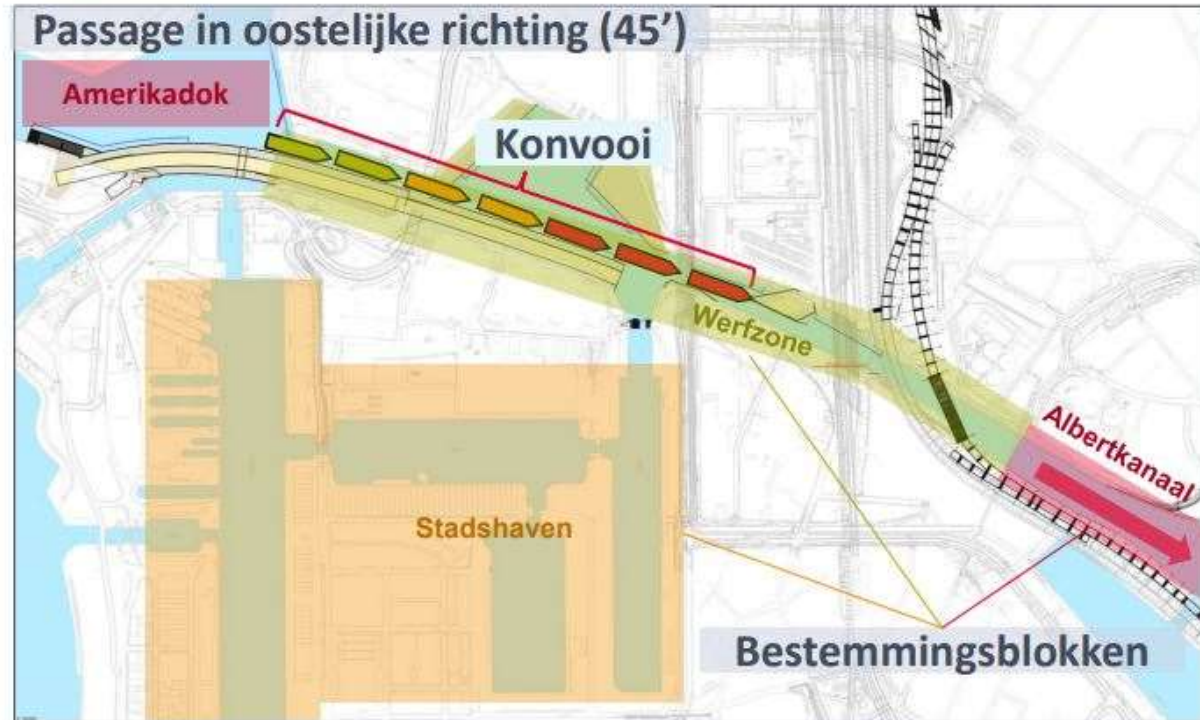 Passage in oostelijke richting (45’)
Amerikadok
Konvooi
Werfzone
Albertkanaal
Stadshaven
Bestemmingsblokken